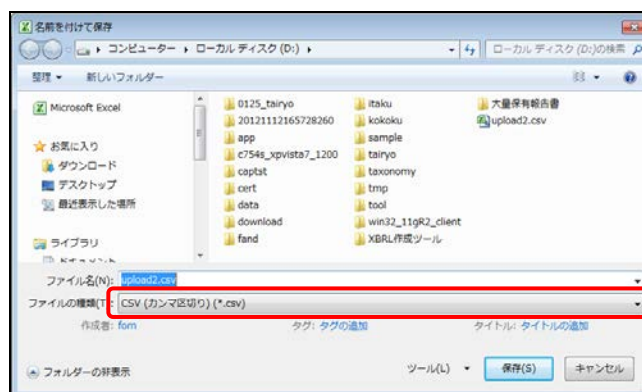 名前を付けて保存
コンピューター ▸ ローカル ディスク (D:) ▸
ローカル ディスク (D:)の検索
整理 ▼ 新しいフォルダー
Microsoft Excel
お気に入り
ダウンロード
デスクトップ
最近表示した場所
ライブラリ
ドキュメント
0125_tairyo
20121112165728260
app
c754s_xpvista7_1200
captst
cert
data
download
fand
itaku
kokoku
sample
tairyo
taxonomy
tmp
tool
win32_11gR2_client
XBRL作成ツール
大量保有報告書
upload2.csv
ファイル名(N): upload2.csv
ファイルの種類(T): CSV (カンマ区切り) (*.csv)
作成者: fom タグ: タグの追加 タイトル: タイトルの追加
フォルダーの非表示 ツール(L) ▼ 保存(S) キャンセル